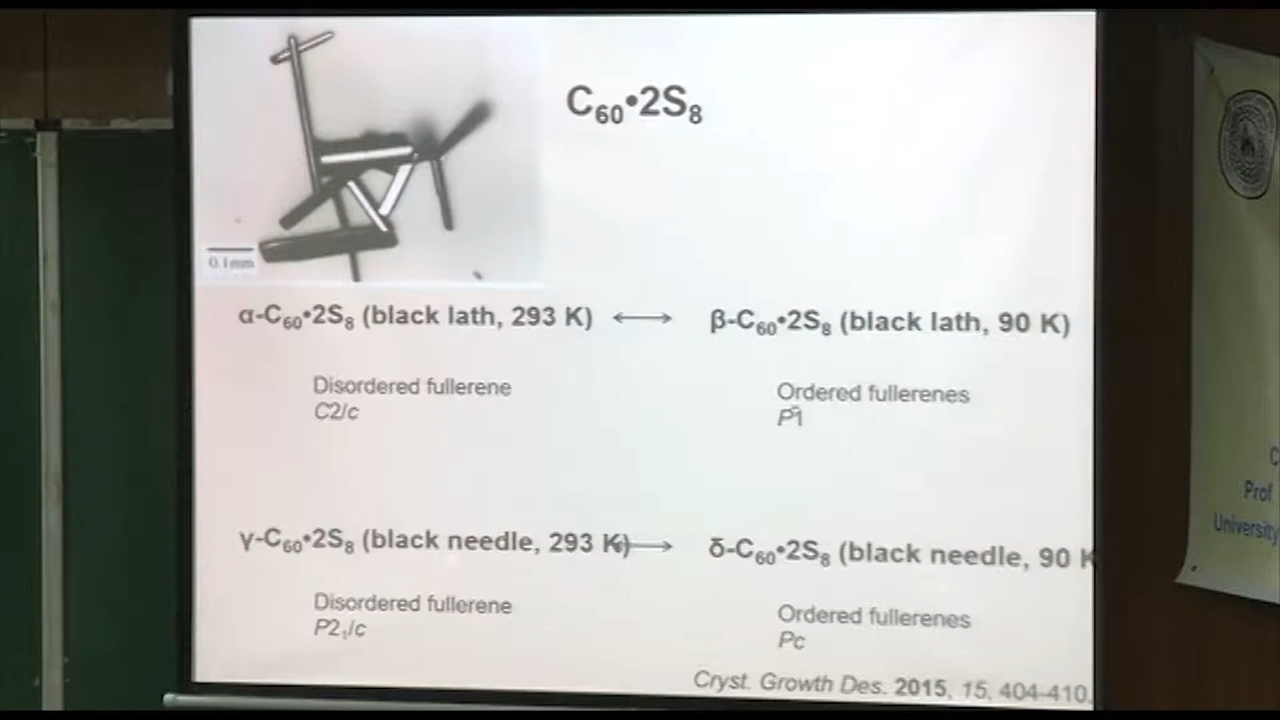 C₆₀•2S₈
0.1mm
α-C₆₀•2S₈ (black lath, 293 K) ⟷ β-C₆₀•2S₈ (black lath, 90 K)
Disordered fullerene
C2/c
Ordered fullerenes
P1̄
γ-C₆₀•2S₈ (black needle, 293 K) ⟷ δ-C₆₀•2S₈ (black needle, 90 K
Disordered fullerene
P2₁/c
Ordered fullerenes
Pc
Cryst. Growth Des. 2015, 15, 404-410.
C
Prof
University